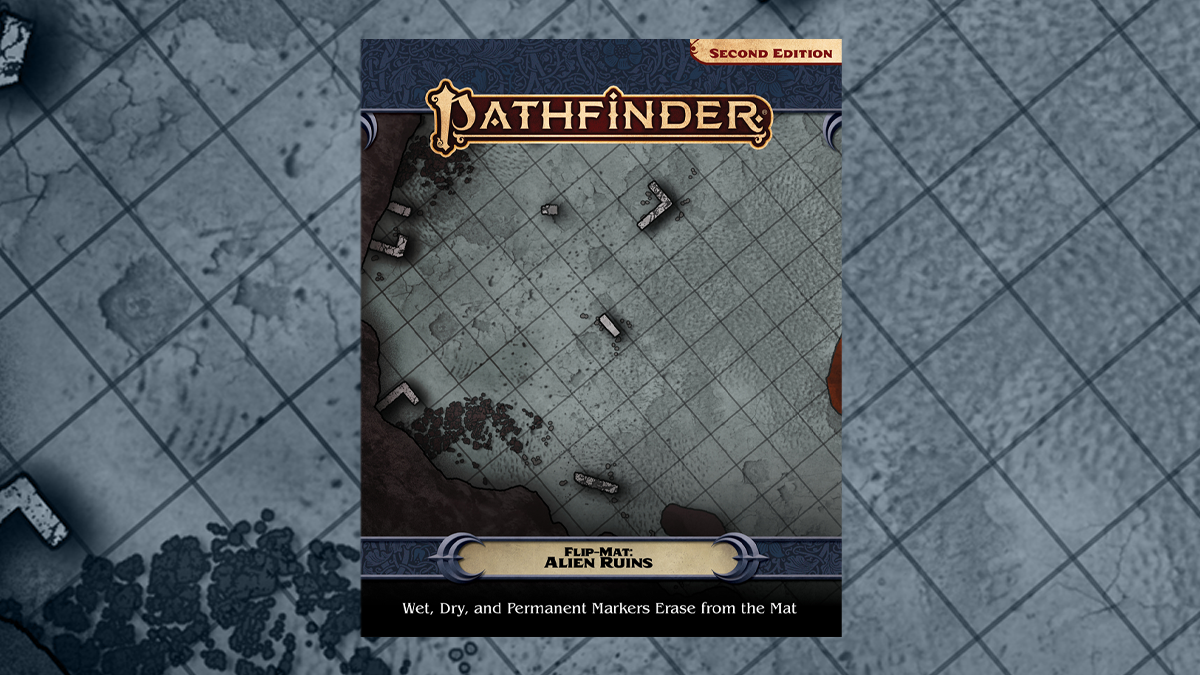 Second Edition
Pathfinder
Flip-Mat:
Alien Ruins
Wet, Dry, and Permanent Markers Erase from the Mat